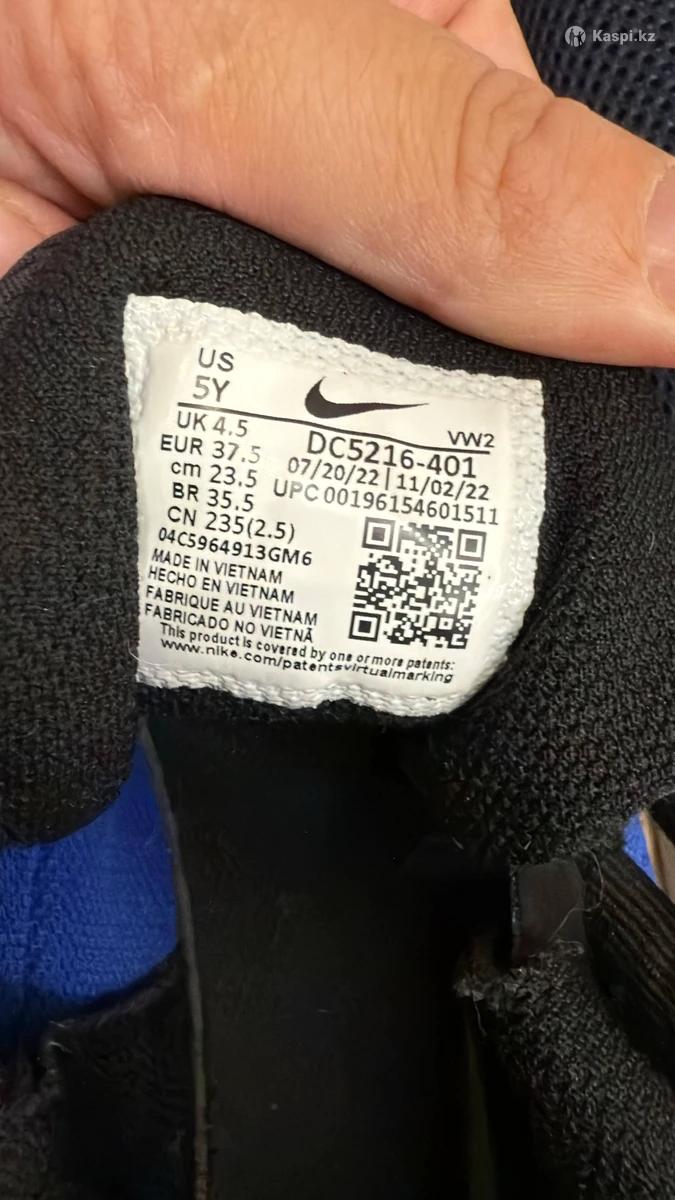 Kaspi.kz
US
5Y
UK 4.5
VW2
EUR 37.5
DC5216-401
cm 23.5
07/20/22 | 11/02/22
BR 35.5
UPC 00196154601511
CN 235(2.5)
04C5964913GM6
MADE IN VIETNAM
HECHO EN VIETNAM
FABRIQUE AU VIETNAM
FABRICADO NO VIETNÃ
This product is covered by one or more patents:
www.nike.com/patentsvirtualmarking